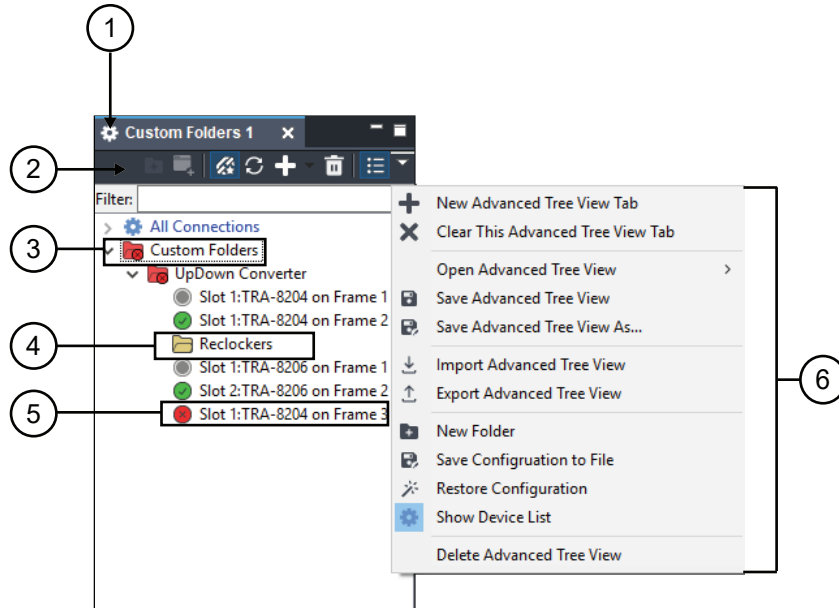 1
Custom Folders 1
2
Filter:
All Connections
3
Custom Folders
UpDown Converter
Slot 1:TRA-8204 on Frame 1
Slot 1:TRA-8204 on Frame 2
4
Reclockers
Slot 1:TRA-8206 on Frame 1
Slot 2:TRA-8206 on Frame 2
5
Slot 1:TRA-8204 on Frame 3
New Advanced Tree View Tab
Clear This Advanced Tree View Tab
Open Advanced Tree View
Save Advanced Tree View
Save Advanced Tree View As...
Import Advanced Tree View
Export Advanced Tree View
New Folder
Save Configruation to File
Restore Configuration
Show Device List
Delete Advanced Tree View
6